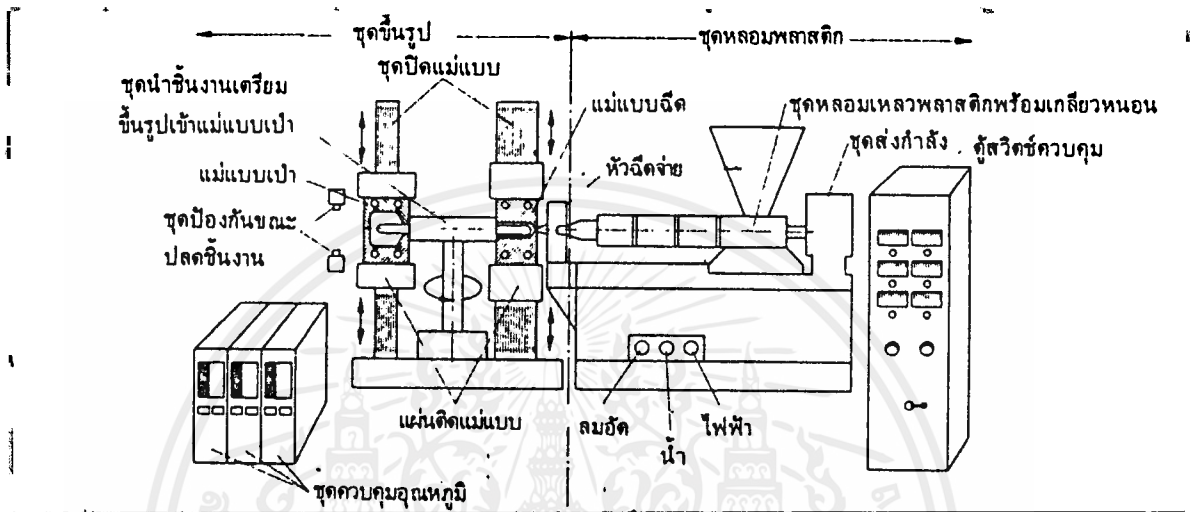 ชุดขึ้นรูป
ชุดหลอมพลาสติก
ชุดปิดแม่แบบ
ชุดนำชิ้นงานเตรียม
ขึ้นรูปเข้าแม่แบบเป่า
แม่แบบฉีด
ชุดหลอมเหลวพลาสติกพร้อมเกลียวหนอน
ชุดส่งกำลัง
ตู้สวิตช์ควบคุม
หัวฉีดจ่าย
แม่แบบเป่า
ชุดป้องกันขณะ
ปลดชิ้นงาน
แผ่นติดแม่แบบ
ลมอัด
น้ำ
ไฟฟ้า
ชุดควบคุมอุณหภูมิ